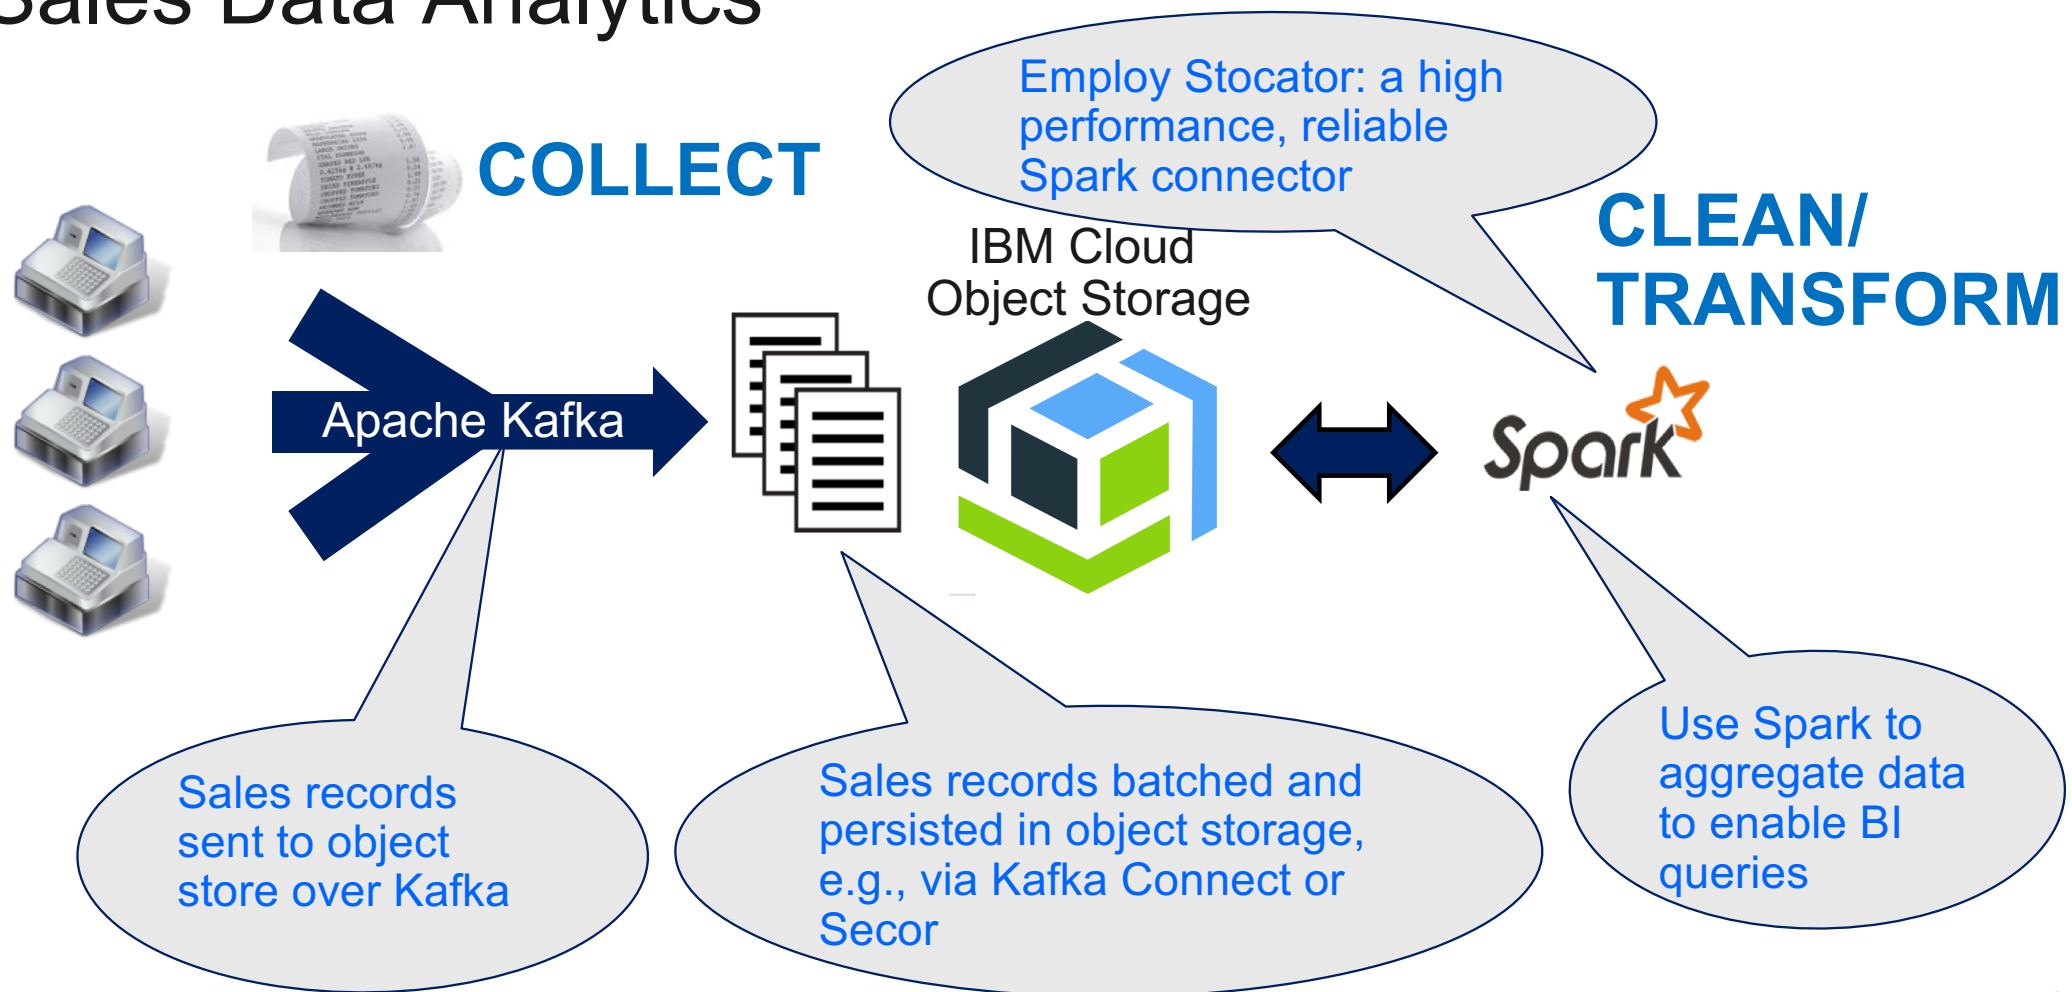 Sales Data Analytics
Employ Stocator: a high
performance, reliable
Spark connector
COLLECT
CLEAN/
TRANSFORM
IBM Cloud
Object Storage
Apache Kafka
Spark
Sales records
sent to object
store over Kafka
Sales records batched and
persisted in object storage,
e.g., via Kafka Connect or
Secor
Use Spark to
aggregate data
to enable BI
queries